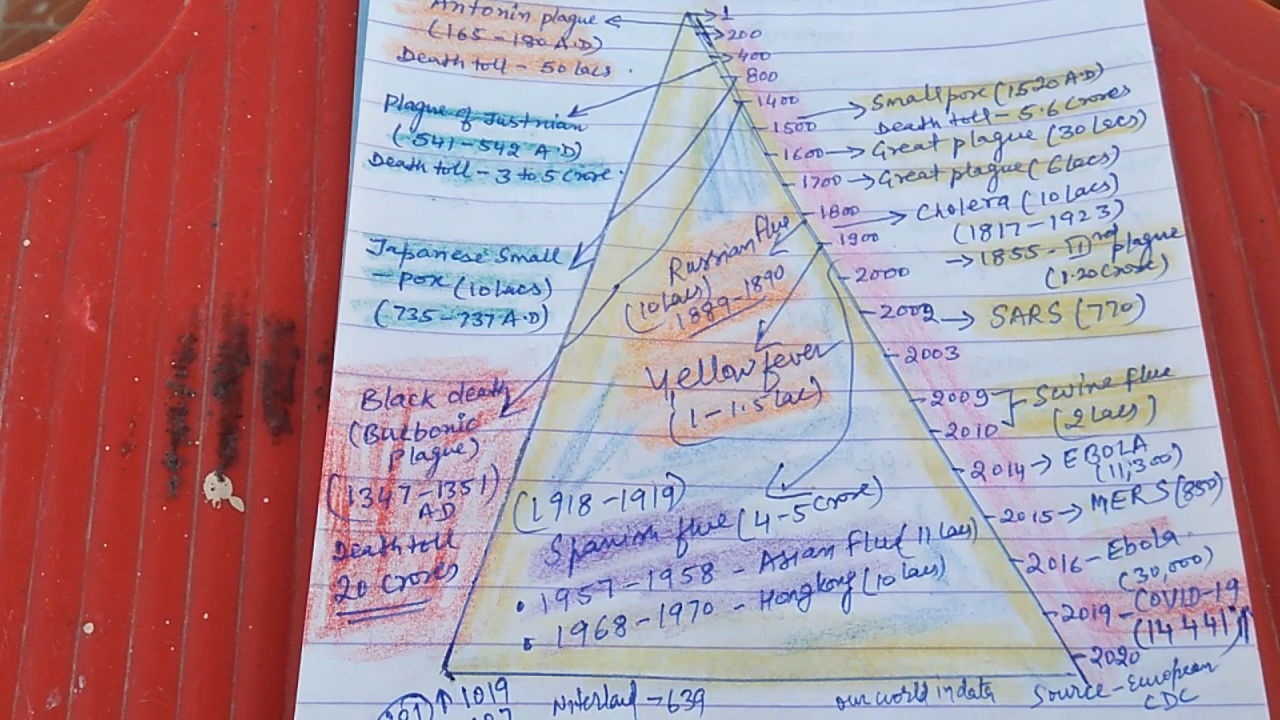 Antonin plague
(165-180 A.D)
Death toll - 50 lacs.
Plague of Justnian
(541-542 A.D)
Death toll - 3 to 5 crore.
Japanese Small
-pox (10 lacs)
(735-737 A.D)
Black death
(Bulbonic
plague)
(1347-1351)
AD
Death toll
20 crores
1
200
400
800
1400
1500 → Smallpox (1520 A.D)
Death toll - 5.6 crores
1600 → Great plague (30 lacs)
1700 → Great plague (6 lacs)
1800 → Cholera (10 lacs)
(1817-1923)
1900
→ 1855 - IIInd plague
(1.20 crore)
2000
2002 → SARS (770)
2003
2009
2010
Swine flue
(2 lacs)
2014 → EBOLA
(11,300)
2015 → MERS (850)
2016 - Ebola
(30,000)
2019 - COVID-19
(14441)
2020
Russian flue
(10 lacs)
1889-1890
Yellow fever
(1-1.5 lac)
(1918-1919)
Spanish flue (4-5 crore)
• 1957-1958 - Asian Flue (11 lacs)
• 1968-1970 - Hongkong (10 lacs)
↑ 1019
Niterland - 639
our world in data
Source - European
CDC